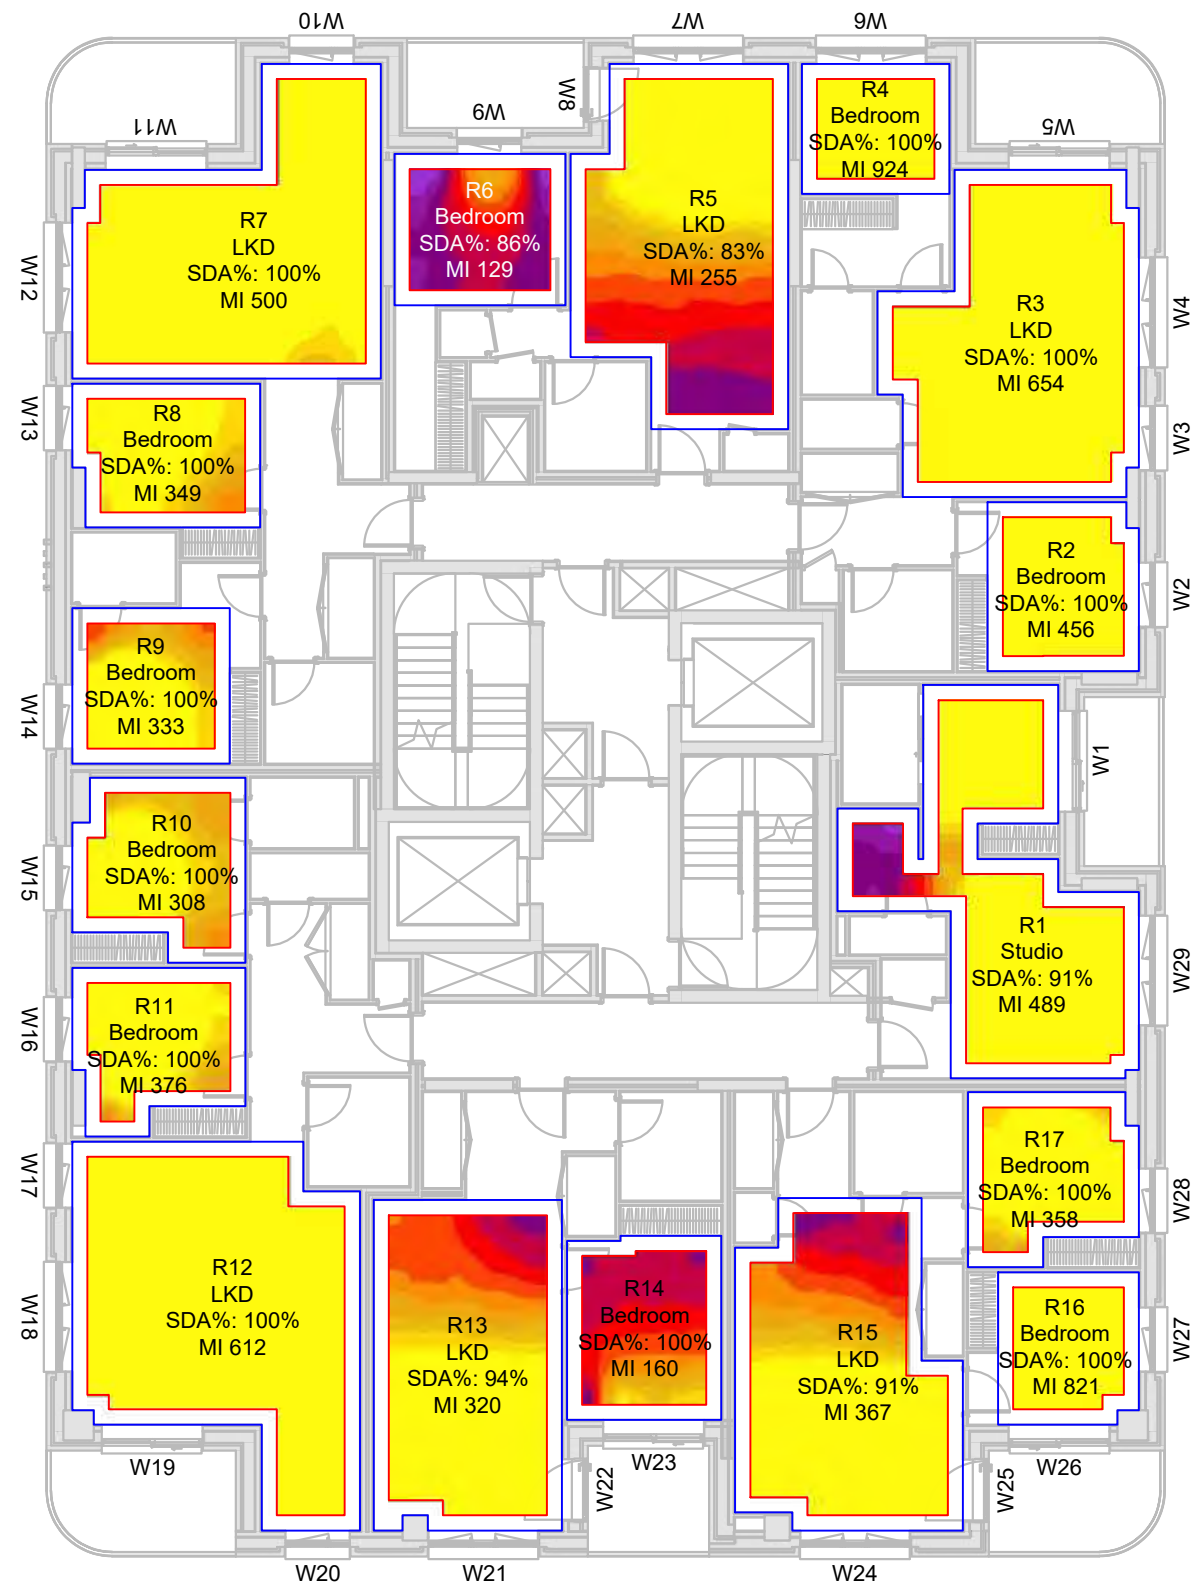 W10
W7
W6
W8
W9
W11
W5
R4
Bedroom
SDA%: 100%
MI 924
R6
Bedroom
SDA%: 86%
MI 129
R5
LKD
SDA%: 83%
MI 255
R7
LKD
SDA%: 100%
MI 500
W12
W4
R3
LKD
SDA%: 100%
MI 654
W13
R8
Bedroom
SDA%: 100%
MI 349
W3
R2
Bedroom
SDA%: 100%
MI 456
W2
R9
Bedroom
SDA%: 100%
MI 333
W14
W1
R10
Bedroom
SDA%: 100%
MI 308
W15
R1
Studio
SDA%: 91%
MI 489
W29
R11
Bedroom
SDA%: 100%
MI 376
W16
W17
R17
Bedroom
SDA%: 100%
MI 358
W28
R12
LKD
SDA%: 100%
MI 612
W18
R13
LKD
SDA%: 94%
MI 320
R14
Bedroom
SDA%: 100%
MI 160
R15
LKD
SDA%: 91%
MI 367
R16
Bedroom
SDA%: 100%
MI 821
W27
W19
W22
W23
W25
W26
W20
W21
W24